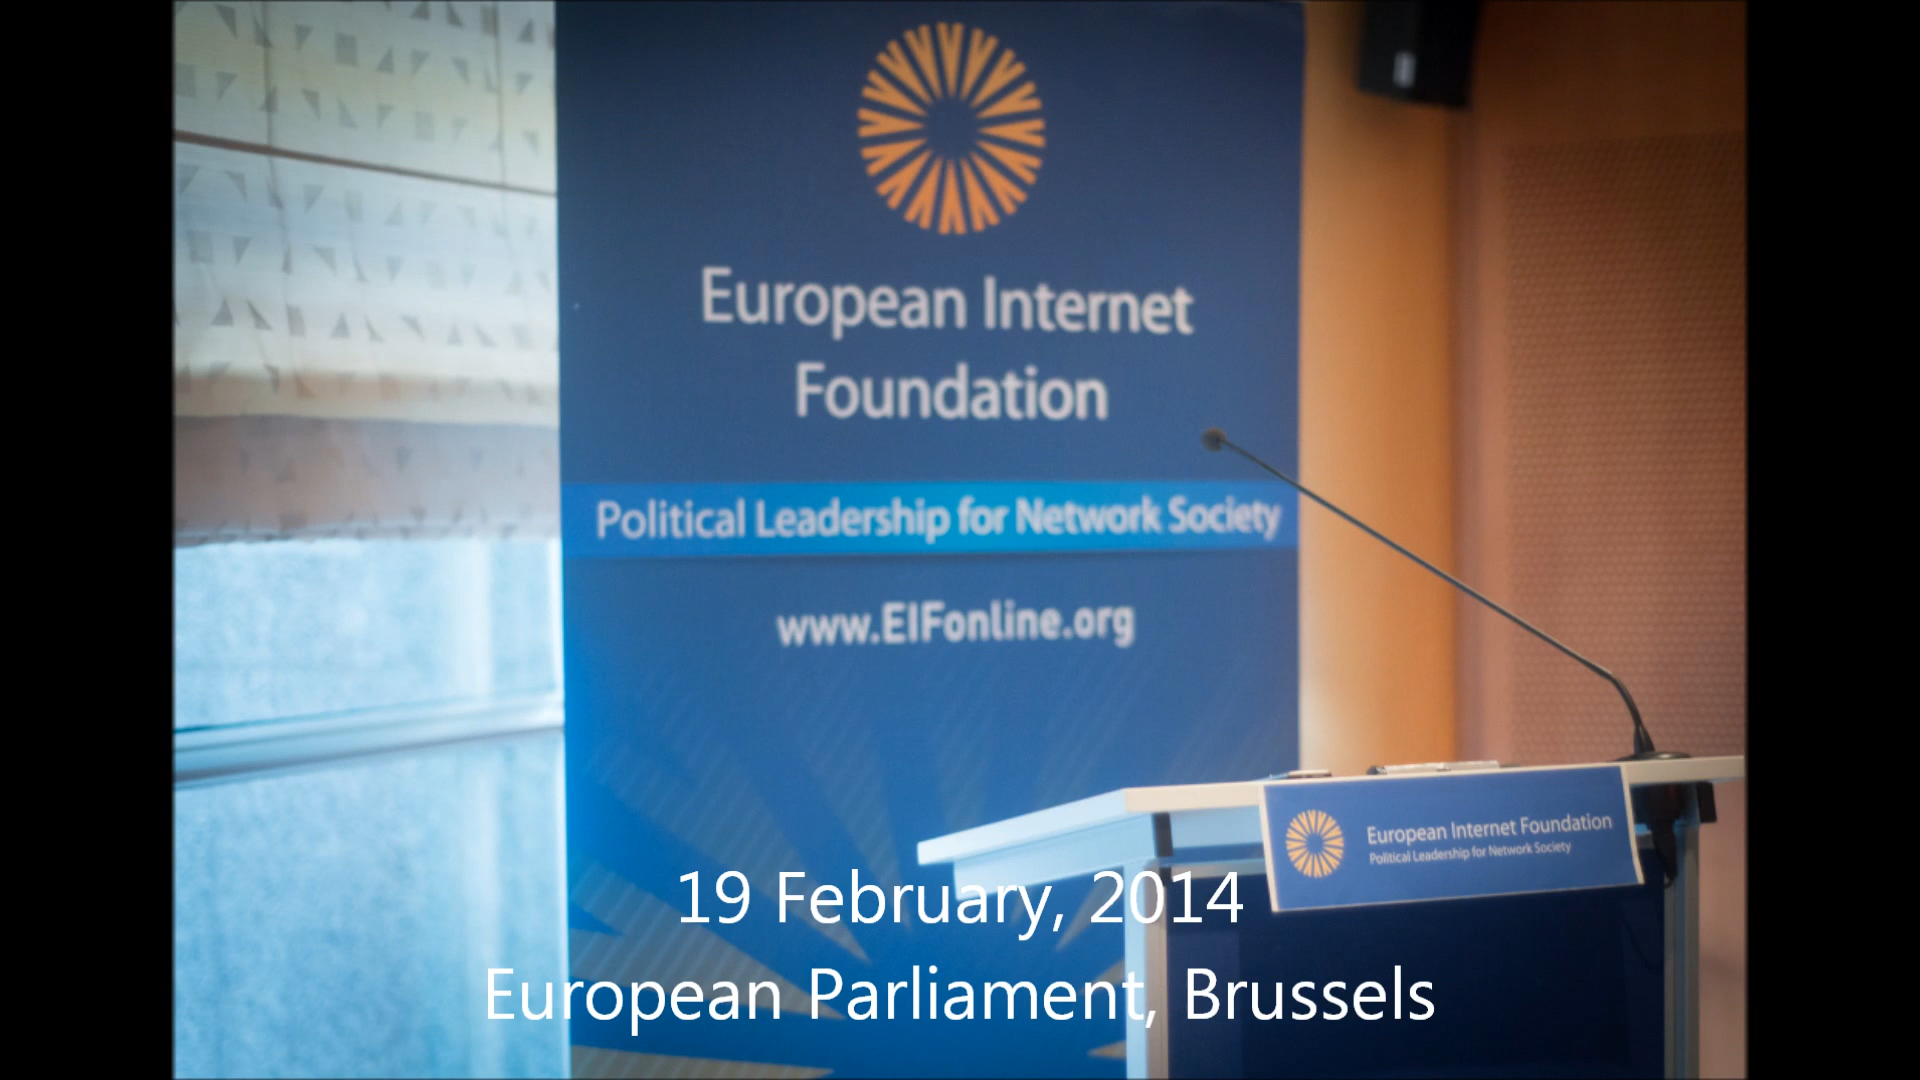 European Internet
Foundation
Political Leadership for Network Society
www.EIFonline.org
European Internet Foundation
Political Leadership for Network Society
19 February, 2014
European Parliament, Brussels